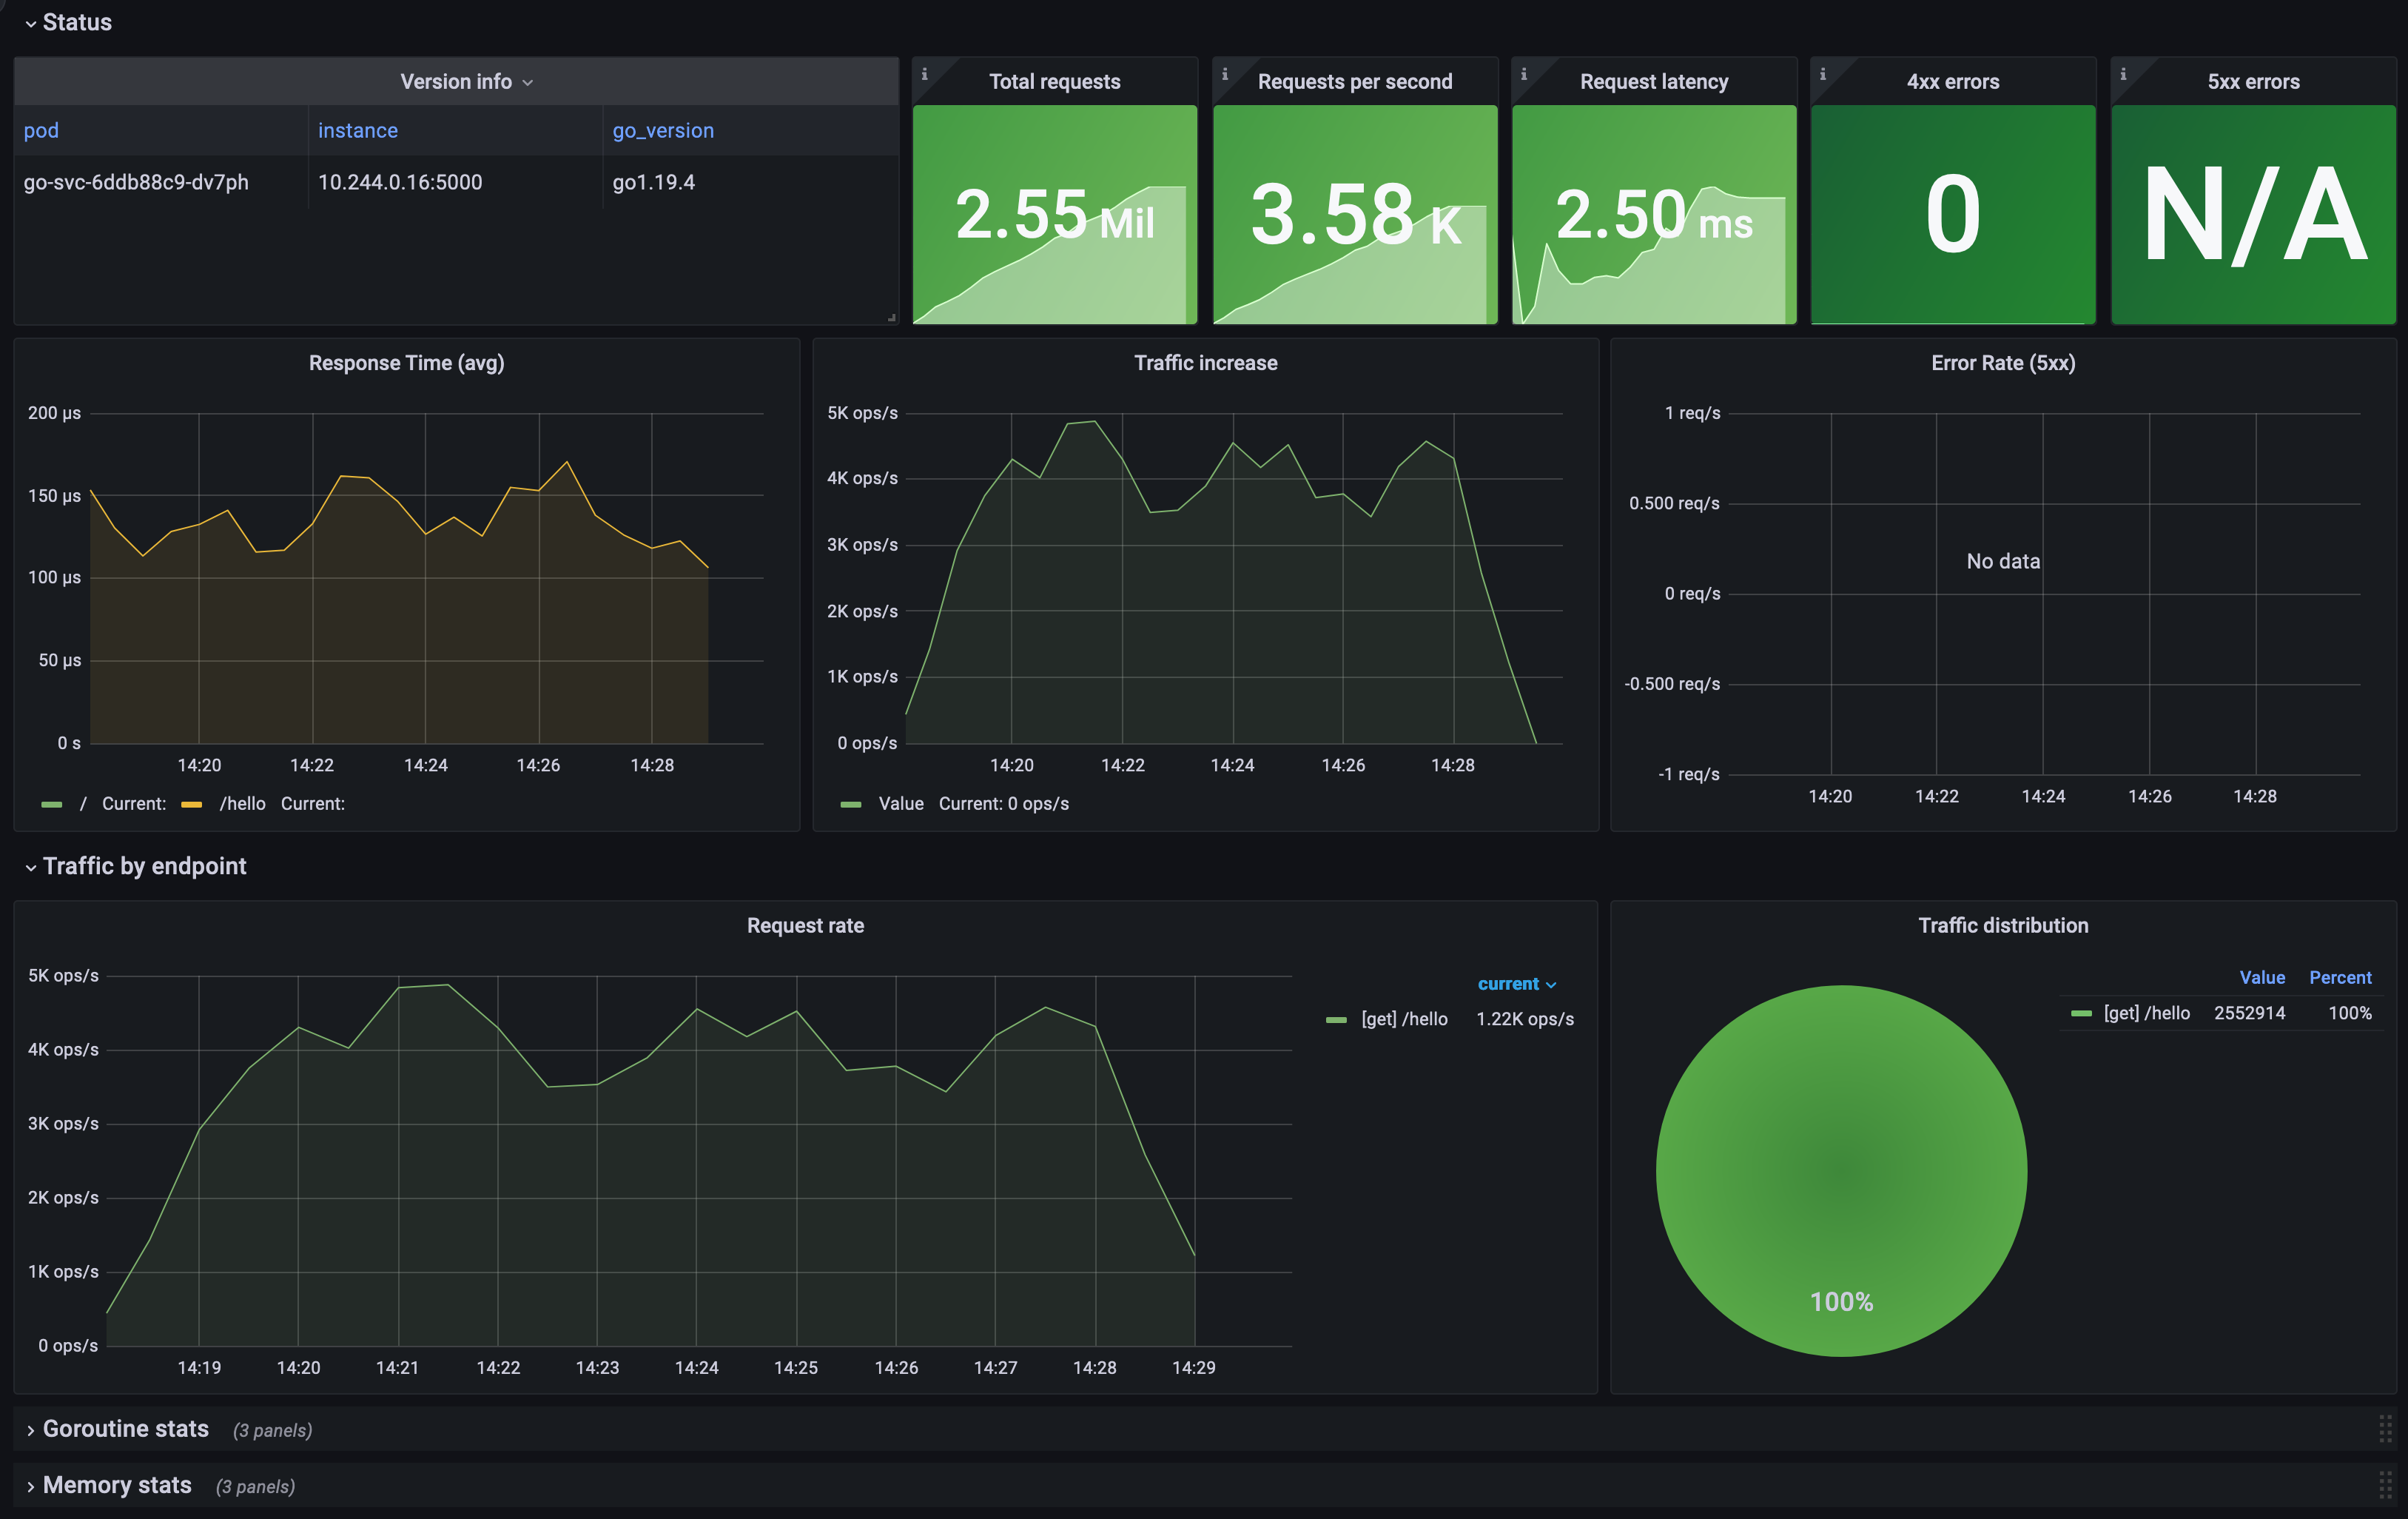 Status
Version info
pod instance go_version
go-svc-6ddb88c9-dv7ph 10.244.0.16:5000 go1.19.4
i Total requests
2.55 Mil
i Requests per second
3.58 K
i Request latency
2.50 ms
i 4xx errors
0
i 5xx errors
N/A
Response Time (avg)
200 µs
150 µs
100 µs
50 µs
0 s
14:20 14:22 14:24 14:26 14:28
/ Current: /hello Current:
Traffic increase
5K ops/s
4K ops/s
3K ops/s
2K ops/s
1K ops/s
0 ops/s
14:20 14:22 14:24 14:26 14:28
Value Current: 0 ops/s
Error Rate (5xx)
1 req/s
0.500 req/s
No data
0 req/s
-0.500 req/s
-1 req/s
14:20 14:22 14:24 14:26 14:28
Traffic by endpoint
Request rate
5K ops/s
4K ops/s
3K ops/s
2K ops/s
1K ops/s
0 ops/s
14:19 14:20 14:21 14:22 14:23 14:24 14:25 14:26 14:27 14:28 14:29
current
[get] /hello 1.22K ops/s
Traffic distribution
Value Percent
[get] /hello 2552914 100%
100%
Goroutine stats (3 panels)
Memory stats (3 panels)